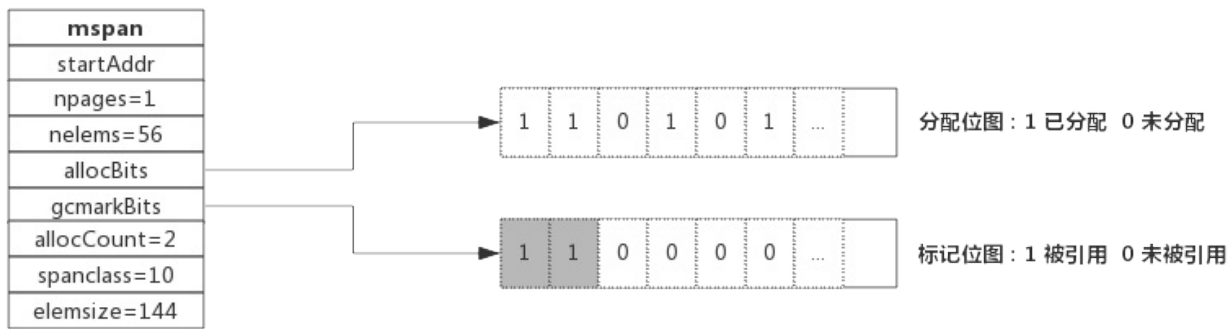 mspan
startAddr
npages=1
nelems=56
allocBits
gcmarkBits
allocCount=2
spanclass=10
elemsize=144
1 1 0 1 0 1 ...
分配位图：1 已分配 0 未分配
1 1 0 0 0 0 ...
标记位图：1 被引用 0 未被引用